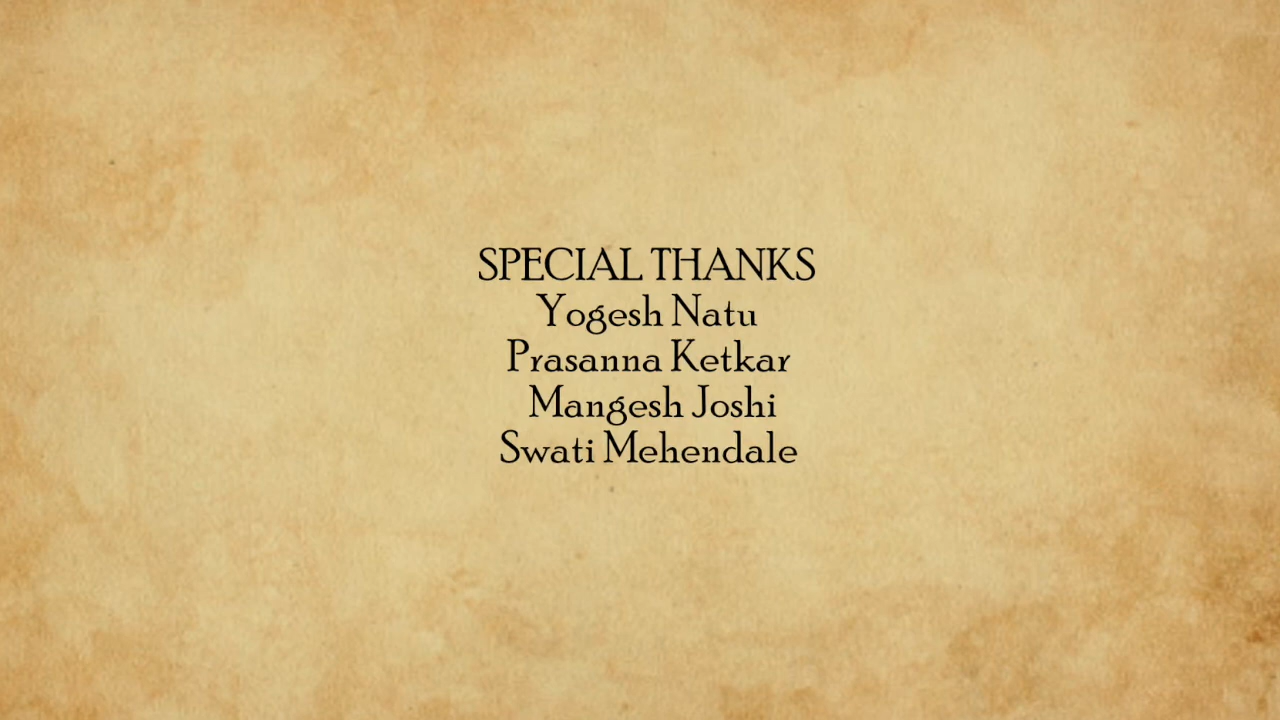 SPECIAL THANKS
Yogesh Natu
Prasanna Ketkar
Mangesh Joshi
Swati Mehendale